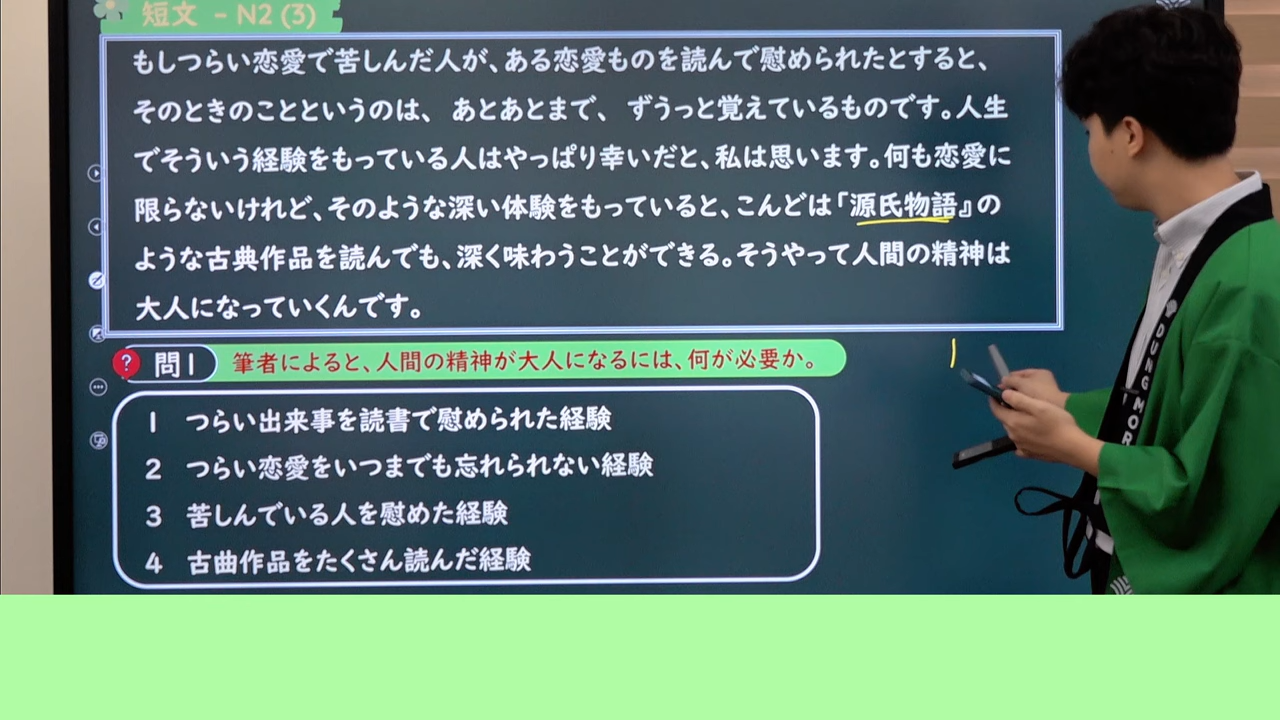 短文 - N2 (3)
もしつらい恋愛で苦しんだ人が、ある恋愛ものを読んで慰められたとすると、
そのときのことというのは、 あとあとまで、 ずうっと覚えているものです。人生
でそういう経験をもっている人はやっぱり幸いだと、私は思います。何も恋愛に
限らないけれど、そのような深い体験をもっていると、こんどは『源氏物語』の
ような古典作品を読んでも、深く味わうことができる。そうやって人間の精神は
大人になっていくんです。
? 問1 筆者によると、人間の精神が大人になるには、何が必要か。
1 つらい出来事を読書で慰められた経験
2 つらい恋愛をいつまでも忘れられない経験
3 苦しんでいる人を慰めた経験
4 古曲作品をたくさん読んだ経験
DUNGMOR